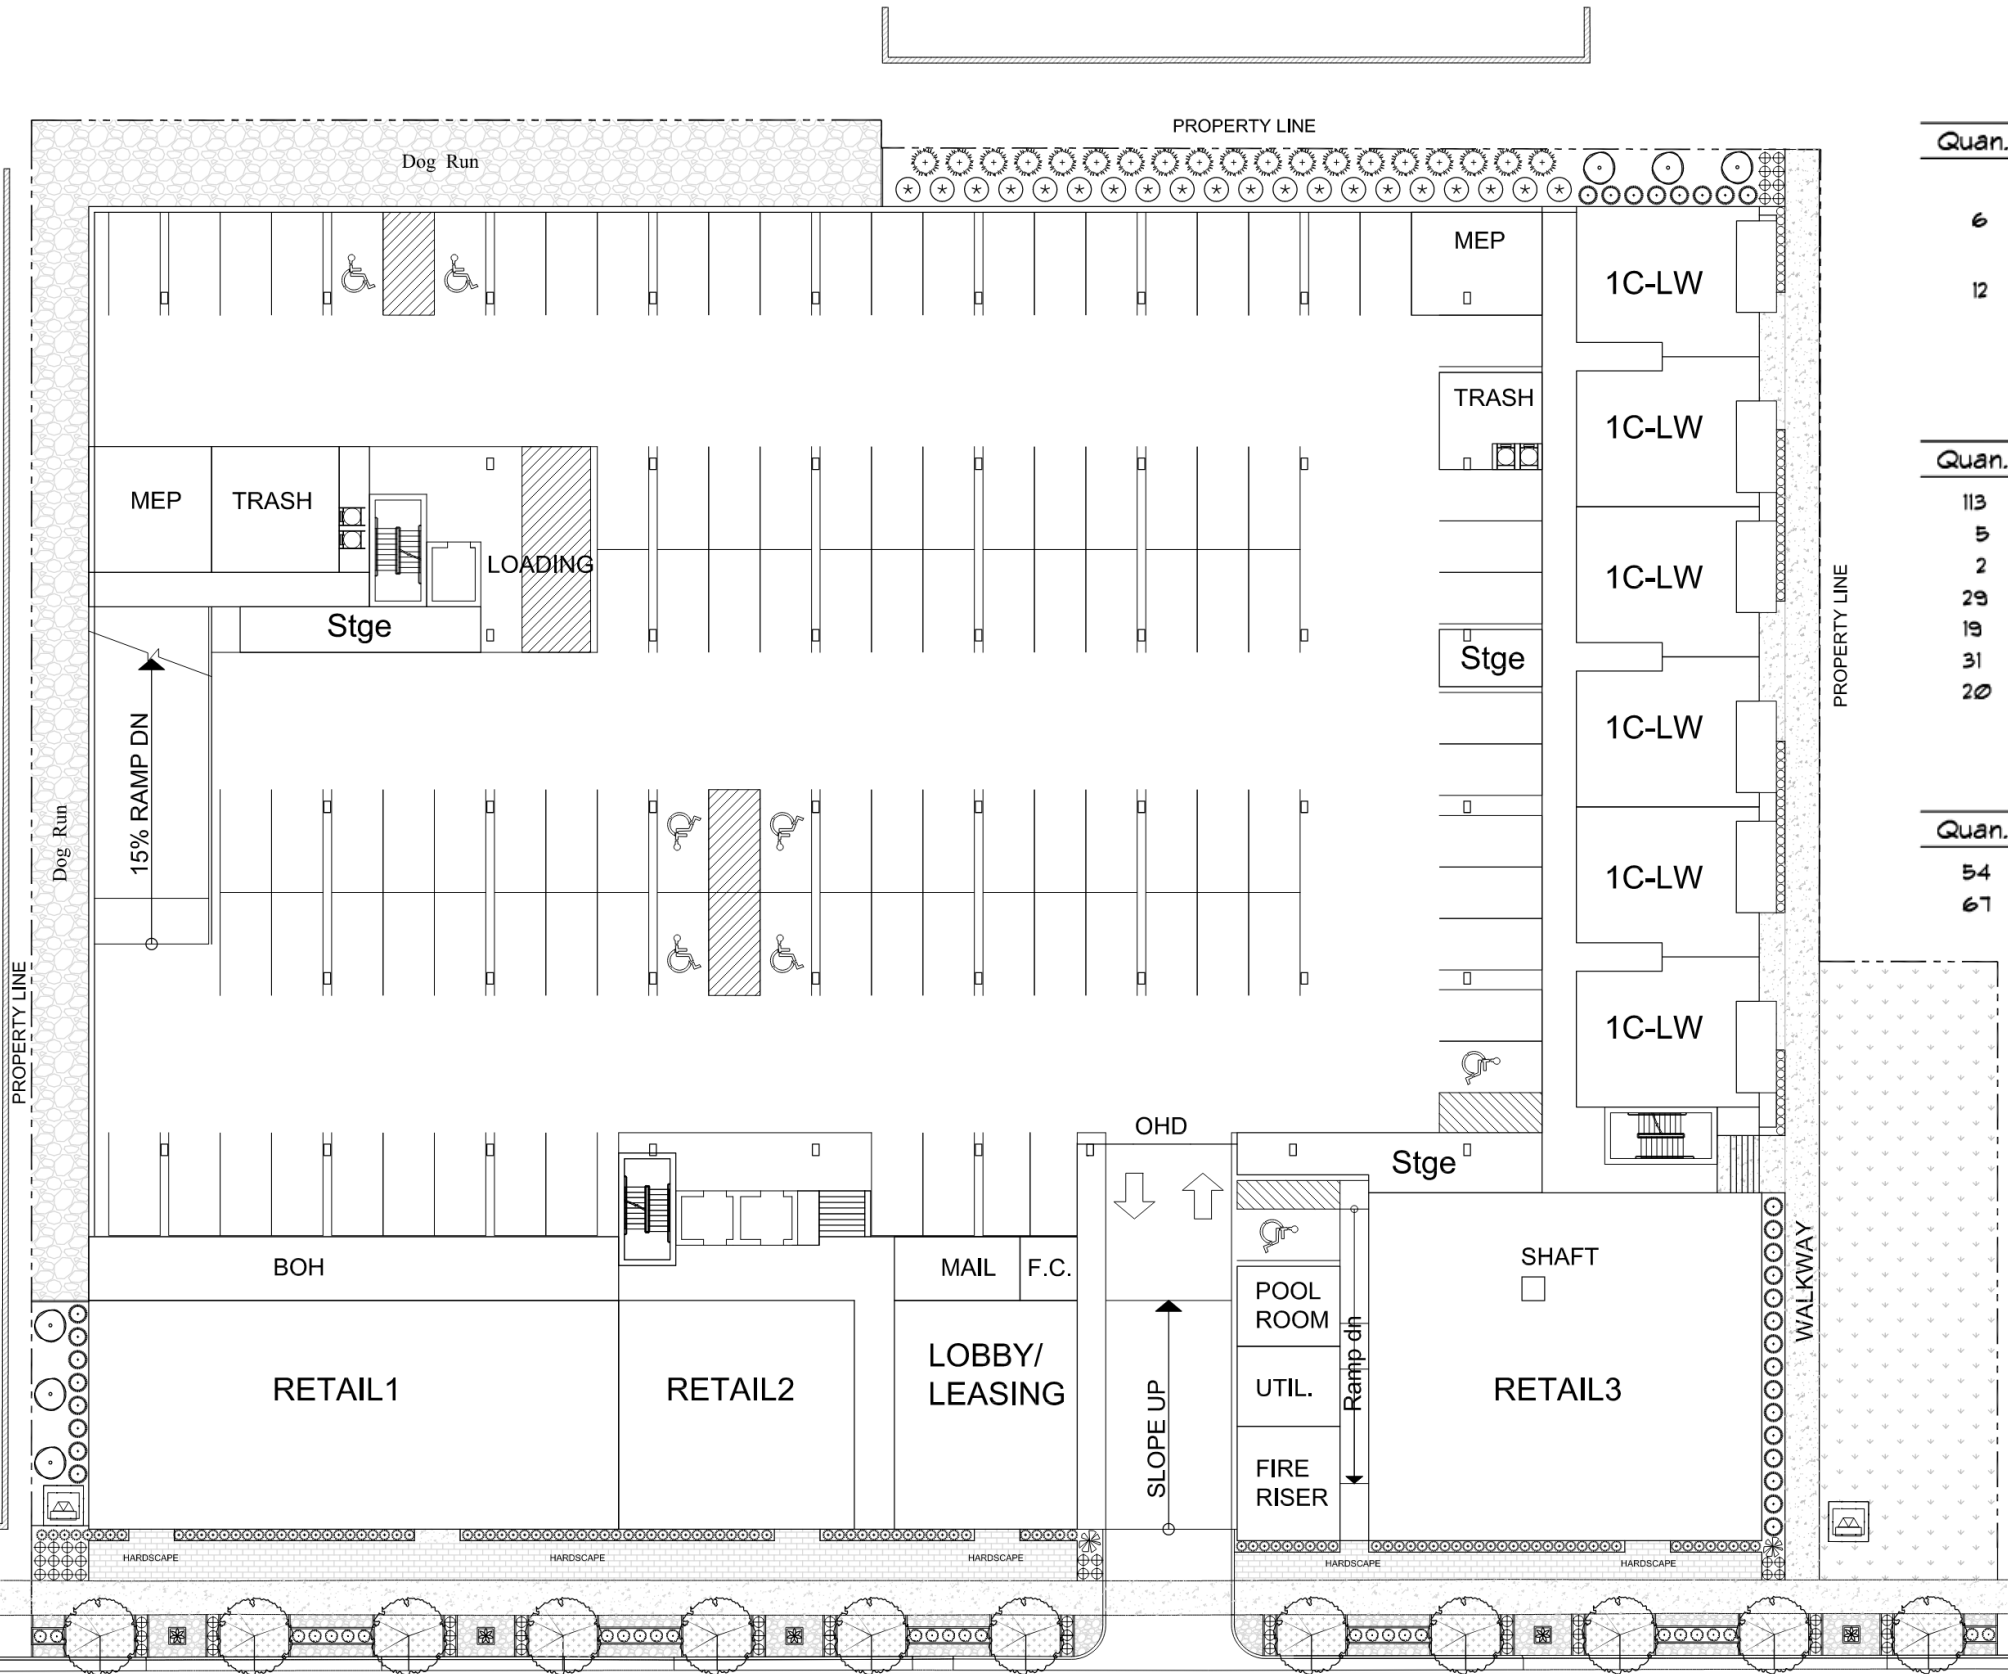 PROPERTY LINE
Quan.
Dog Run
6
MEP
1C-LW
12
TRASH
1C-LW
Quan.
MEP
TRASH
113
5
LOADING
2
1C-LW
29
Stge
19
Stge
31
20
PROPERTY LINE
1C-LW
15% RAMP DN
Dog Run
Quan.
54
1C-LW
67
PROPERTY LINE
1C-LW
OHD
Stge
WALKWAY
SHAFT
BOH
MAIL
F.C.
POOL
ROOM
Ramp dn
LOBBY/
LEASING
RETAIL1
RETAIL2
SLOPE UP
UTIL.
RETAIL3
FIRE
RISER
HARDSCAPE
HARDSCAPE
HARDSCAPE
HARDSCAPE
HARDSCAPE